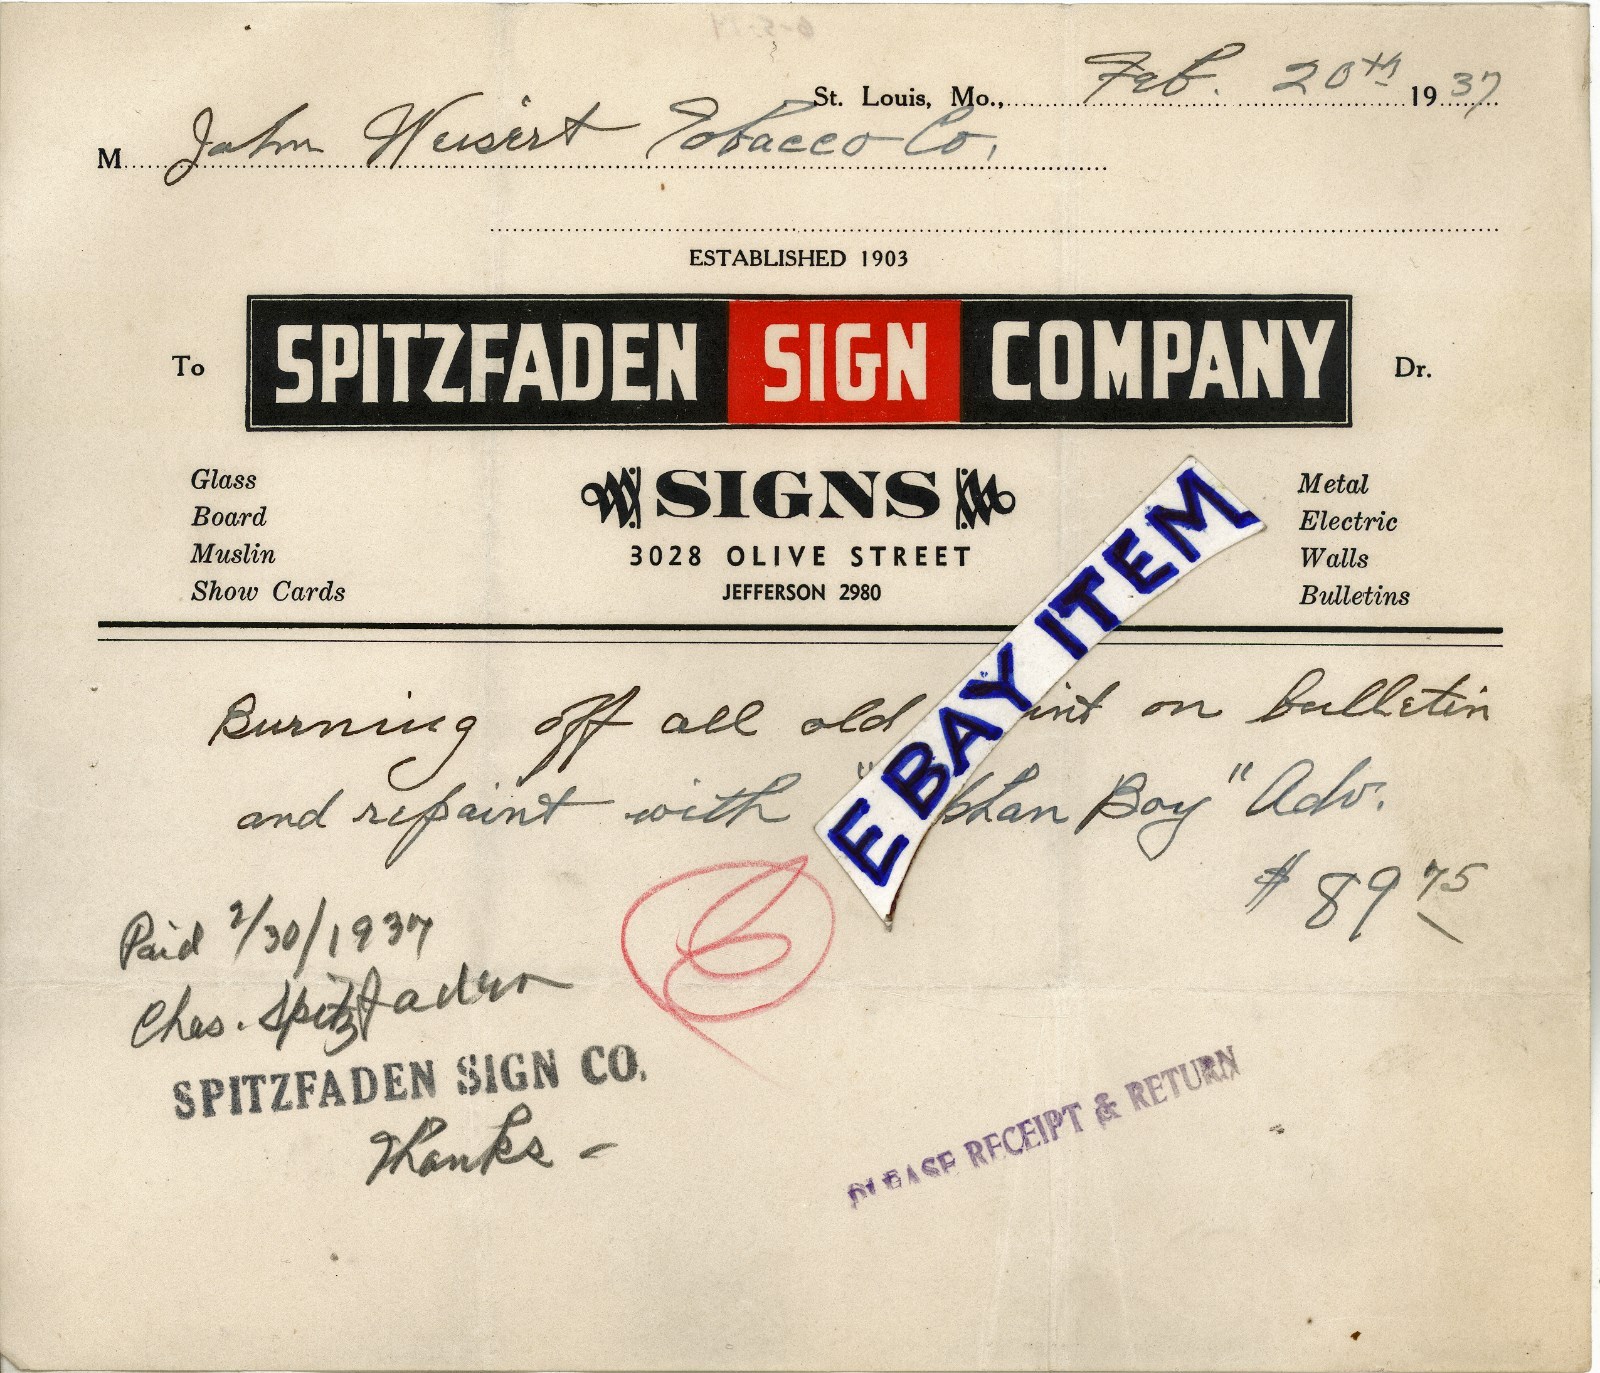 St. Louis, Mo., Feb. 20th 1937
M John Weisert Tobacco Co.
ESTABLISHED 1903
To SPITZFADEN SIGN COMPANY Dr.
Glass
Board
Muslin
Show Cards
SIGNS
3028 OLIVE STREET
JEFFERSON 2980
Metal
Electric
Walls
Bulletins
EBAY ITEM
Burning off all old int on bulletin
and repaint with " Boy" Adv.
$ 89 75
Paid 2/30/1937
Chas. Spitzfaden
SPITZFADEN SIGN CO.
Thanks -
PLEASE RECEIPT & RETURN